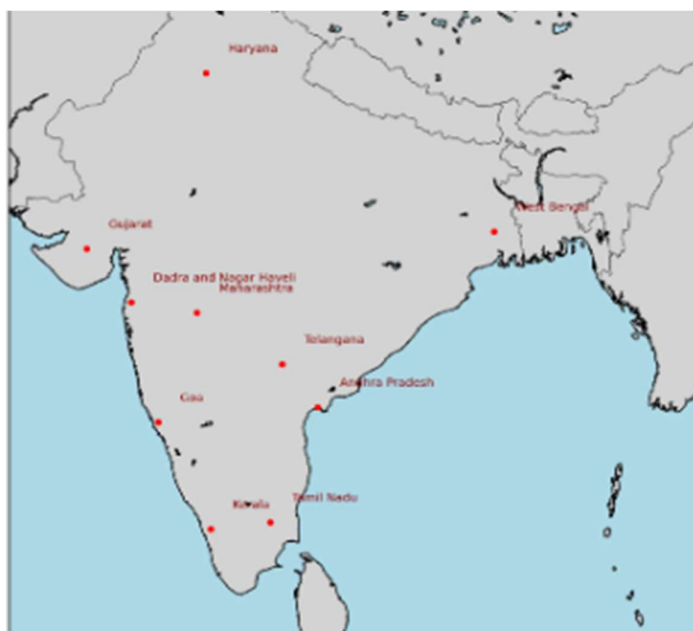 Haryana
West Bengal
Gujarat
Dadra and Nagar Haveli
Maharashtra
Telangana
Andhra Pradesh
Goa
Kerala
Tamil Nadu